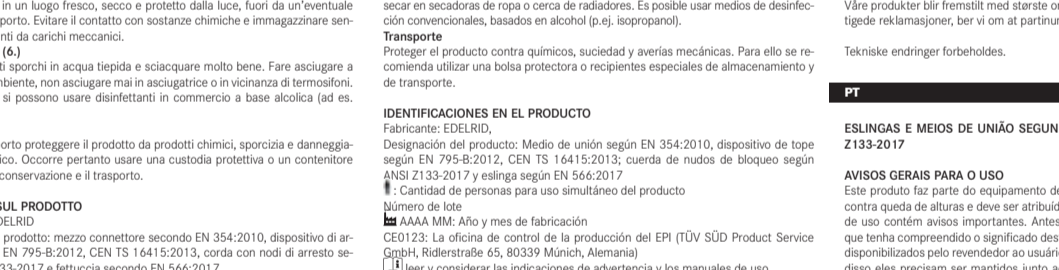 in un luogo fresco, secco e protetto dalla luce, fuori da un'eventuale
porto. Evitare il contatto con sostanze chimiche e immagazzinare sen-
nti da carichi meccanici.
(6.)
ti sporchi in acqua tiepida e sciacquare molto bene. Fare asciugare a
biente, non asciugare mai in asciugatrice o in vicinanza di termosifoni.
si possono usare disinfettanti in commercio a base alcolica (ad es.
orto proteggere il prodotto da prodotti chimici, sporcizia e danneggia-
ico. Occorre pertanto usare una custodia protettiva o un contenitore
conservazione e il trasporto.
SUL PRODOTTO
DELRID
prodotto: mezzo connettore secondo EN 354:2010, dispositivo di ar-
EN 795-B:2012, CEN TS 16415:2013, corda con nodi di arresto se-
33-2017 e fettuccia secondo EN 566:2017
secar en secadoras de ropa o cerca de radiadores. Es posible usar medios de desinfec-
ción convencionales, basados en alcohol (p.ej. isopropanol).
Transporte
Proteger el producto contra químicos, suciedad y averías mecánicas. Para ello se re-
comienda utilizar una bolsa protectora o recipientes especiales de almacenamiento y
de transporte.
IDENTIFICACIONES EN EL PRODUCTO
Fabricante: EDELRID,
Designación del producto: Medio de unión según EN 354:2010, dispositivo de tope
según EN 795-B:2012, CEN TS 16415:2013; cuerda de nudos de bloqueo según
ANSI Z133-2017 y eslinga según EN 566:2017
: Cantidad de personas para uso simultáneo del producto
Número de lote
AAAA MM: Año y mes de fabricación
CE0123: La oficina de control de la producción del EPI (TÜV SÜD Product Service
GmbH, Ridlerstraße 65, 80339 Múnich, Alemania)
leer y considerar las indicaciones de advertencia y los manuales de uso
Våre produkter blir fremstilt med største o
tigede reklamasjoner, ber vi om at partinu
Tekniske endringer forbeholdes.
PT
ESLINGAS E MEIOS DE UNIÃO SEGUN
Z133-2017
AVISOS GERAIS PARA O USO
Este produto faz parte do equipamento de
contra queda de alturas e deve ser atribuíd
de uso contém avisos importantes. Antes
que tenha compreendido o significado des
disponibilizados pelo revendedor ao usuári
disso eles precisam ser mantidos junto a